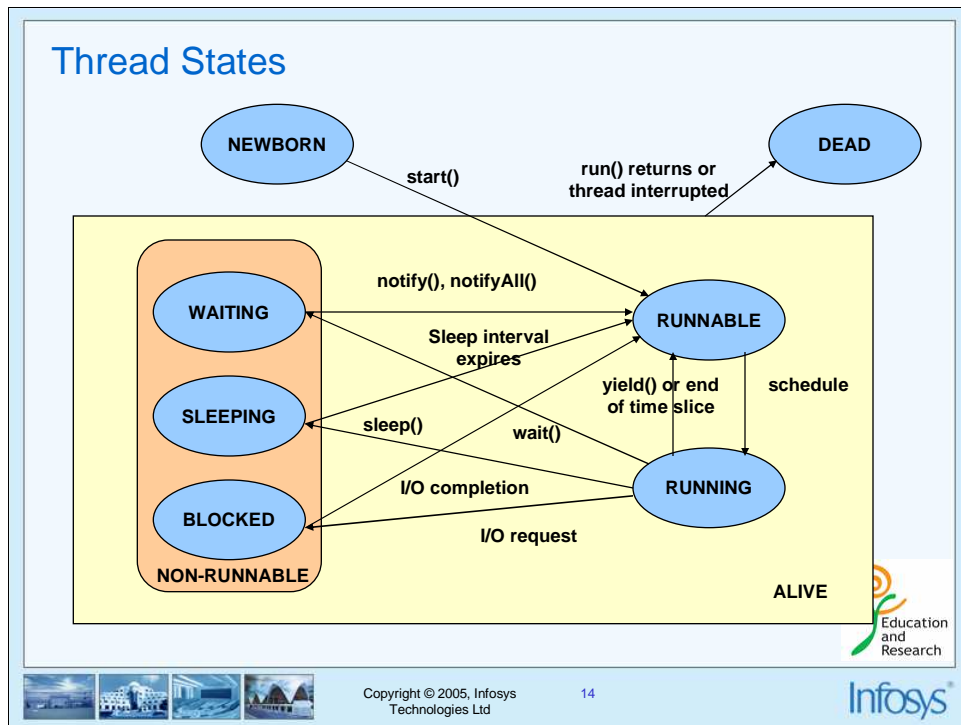 Thread States
NEWBORN
DEAD
start()
run() returns or
thread interrupted
notify(), notifyAll()
WAITING
RUNNABLE
Sleep interval
expires
yield() or end
of time slice
schedule
SLEEPING
sleep()
wait()
I/O completion
RUNNING
BLOCKED
I/O request
NON-RUNNABLE
ALIVE
Education
and
Research
Copyright © 2005, Infosys
Technologies Ltd
14
Infosys®